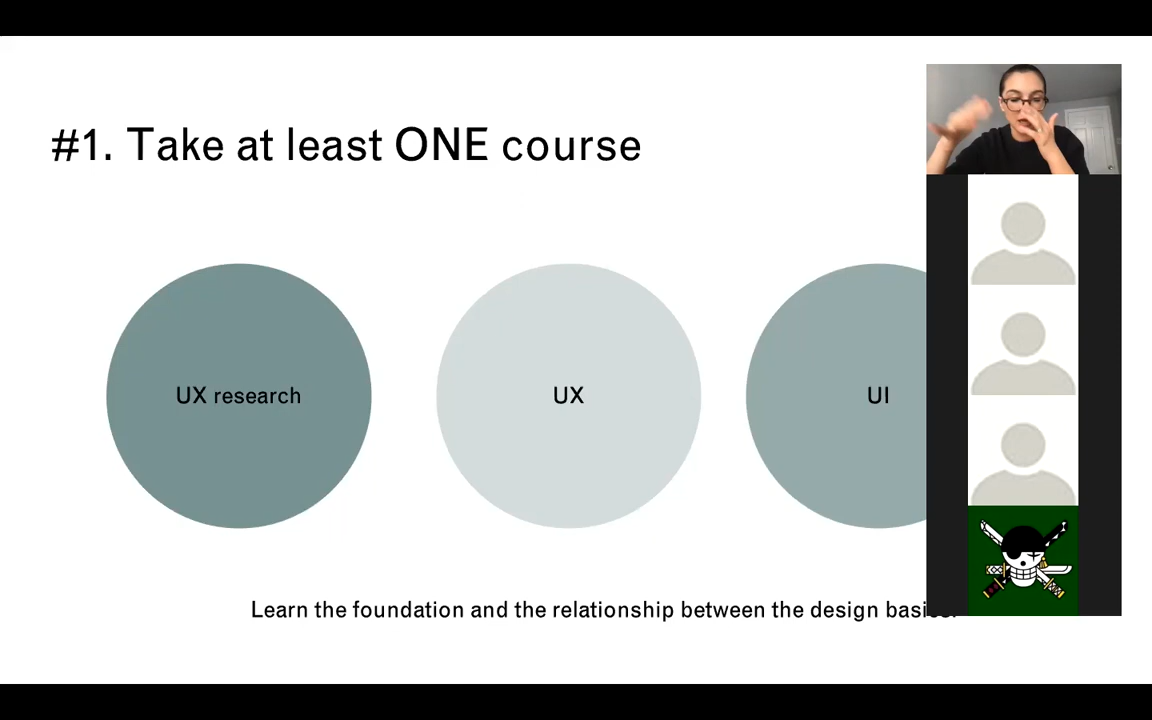 #1. Take at least ONE course
UX research
UX
UI
Learn the foundation and the relationship between the design basics.